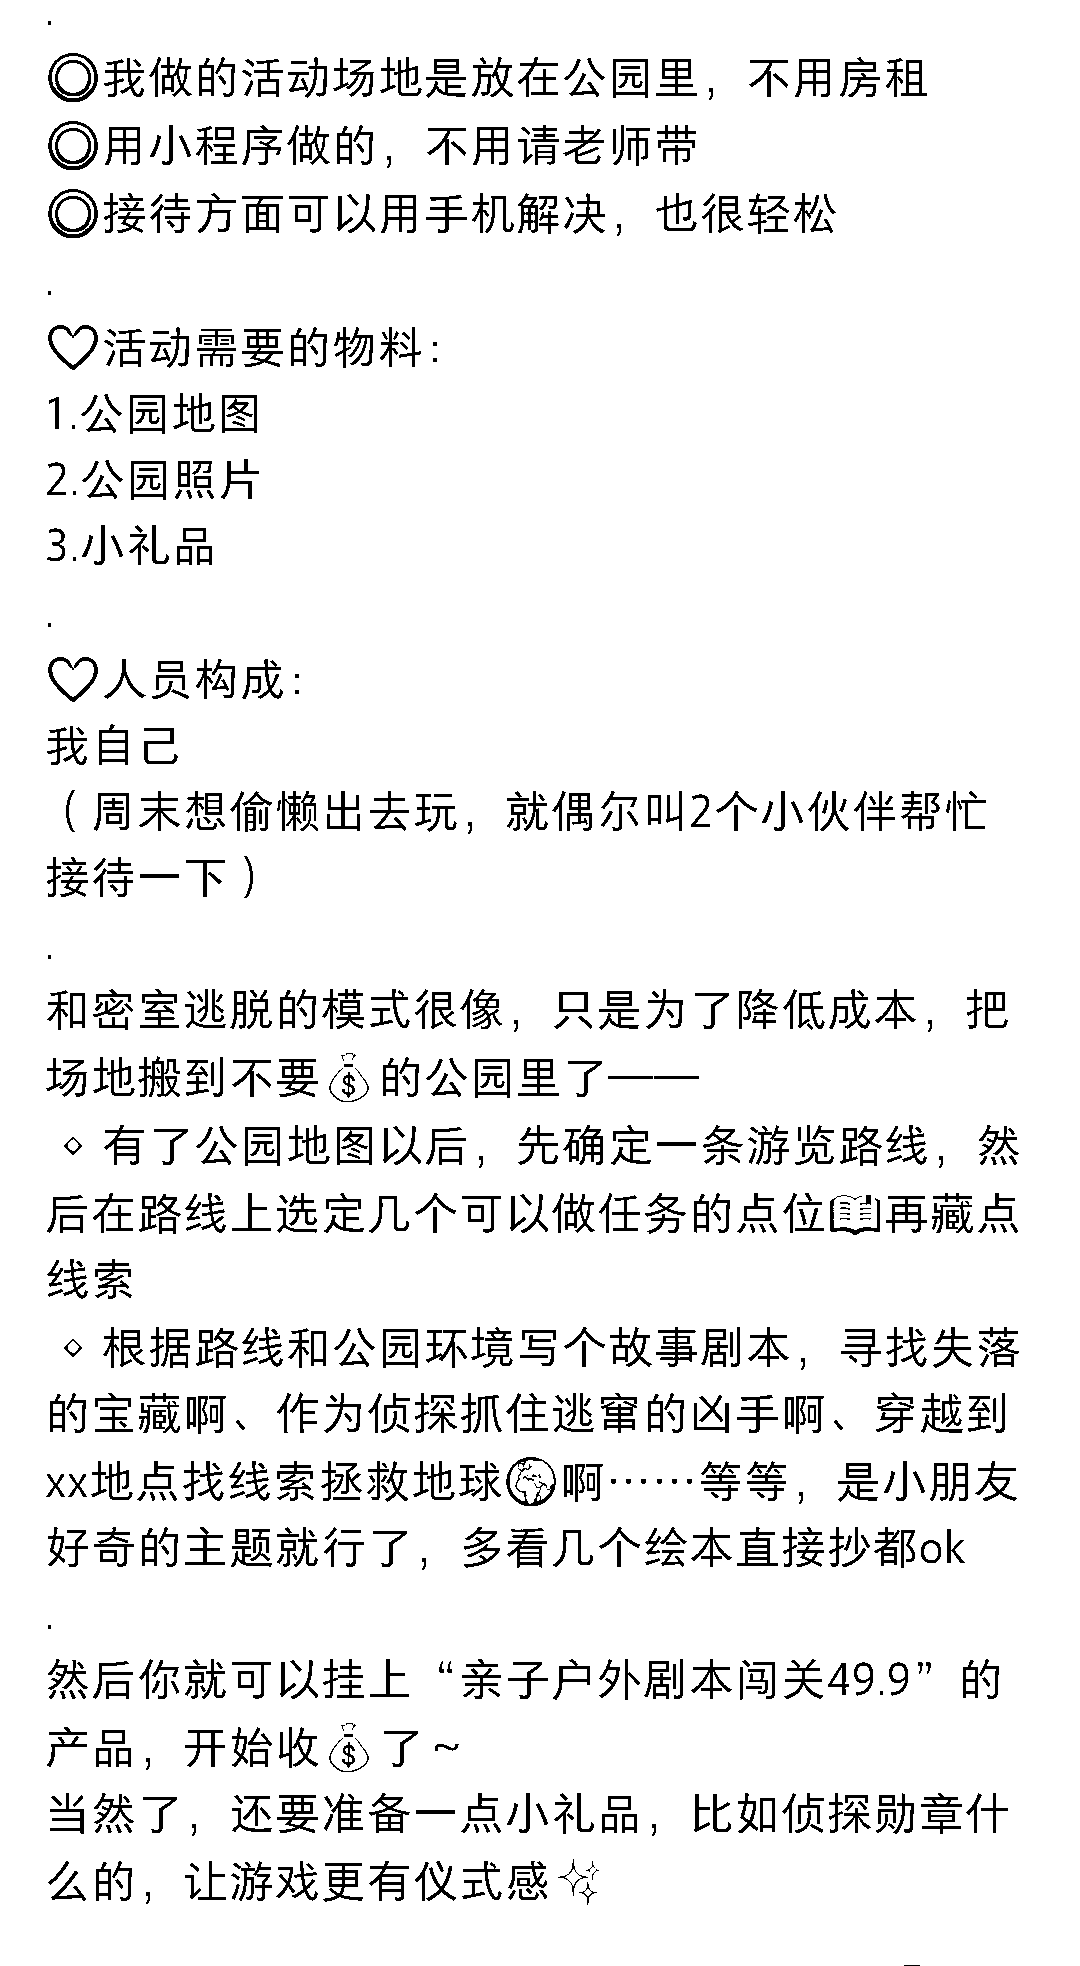 .
◎我做的活动场地是放在公园里，不用房租
◎用小程序做的，不用请老师带
◎接待方面可以用手机解决，也很轻松
.
♡活动需要的物料：
1.公园地图
2.公园照片
3.小礼品
.
♡人员构成：
我自己
（周末想偷懒出去玩，就偶尔叫2个小伙伴帮忙
接待一下）
.
和密室逃脱的模式很像，只是为了降低成本，把
场地搬到不要💰的公园里了——
⋄ 有了公园地图以后，先确定一条游览路线，然
后在路线上选定几个可以做任务的点位📖再藏点
线索
⋄ 根据路线和公园环境写个故事剧本，寻找失落
的宝藏啊、作为侦探抓住逃窜的凶手啊、穿越到
xx地点找线索拯救地球🌍啊……等等，是小朋友
好奇的主题就行了，多看几个绘本直接抄都ok
.
然后你就可以挂上“亲子户外剧本闯关49.9”的
产品，开始收💰了~
当然了，还要准备一点小礼品，比如侦探勋章什
么的，让游戏更有仪式感✨